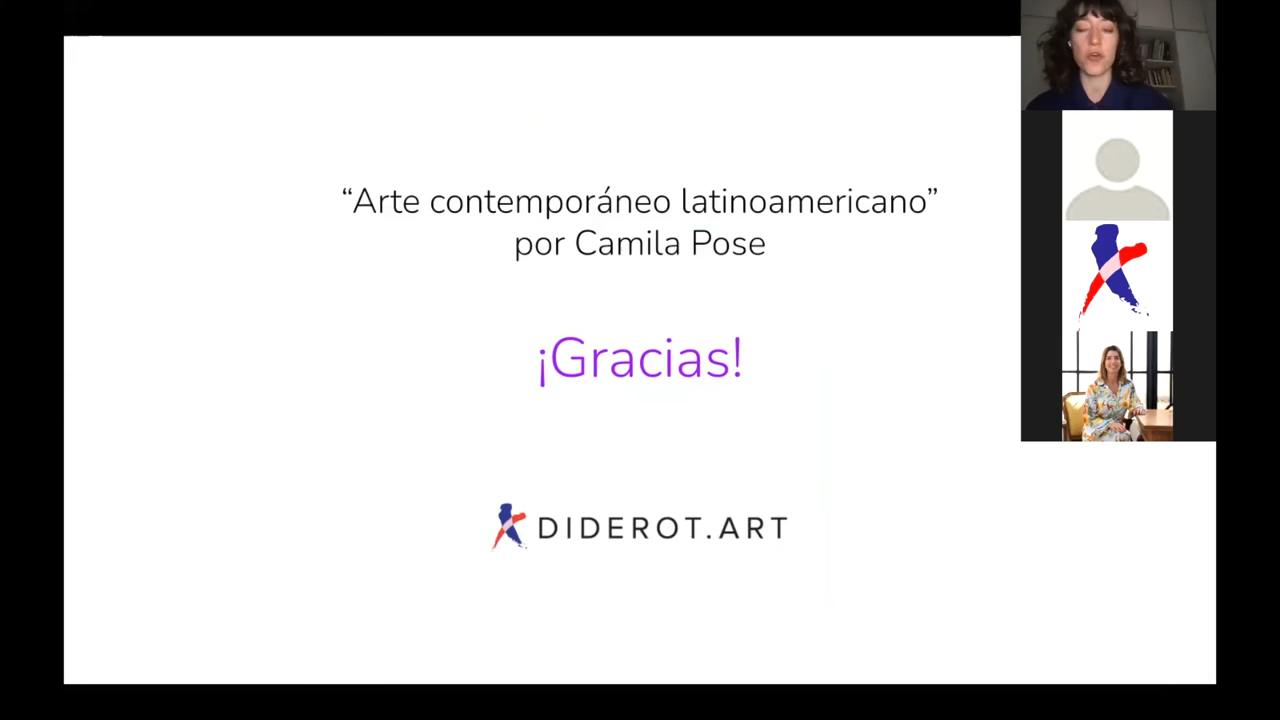 “Arte contemporáneo latinoamericano”
por Camila Pose
¡Gracias!
DIDEROT.ART